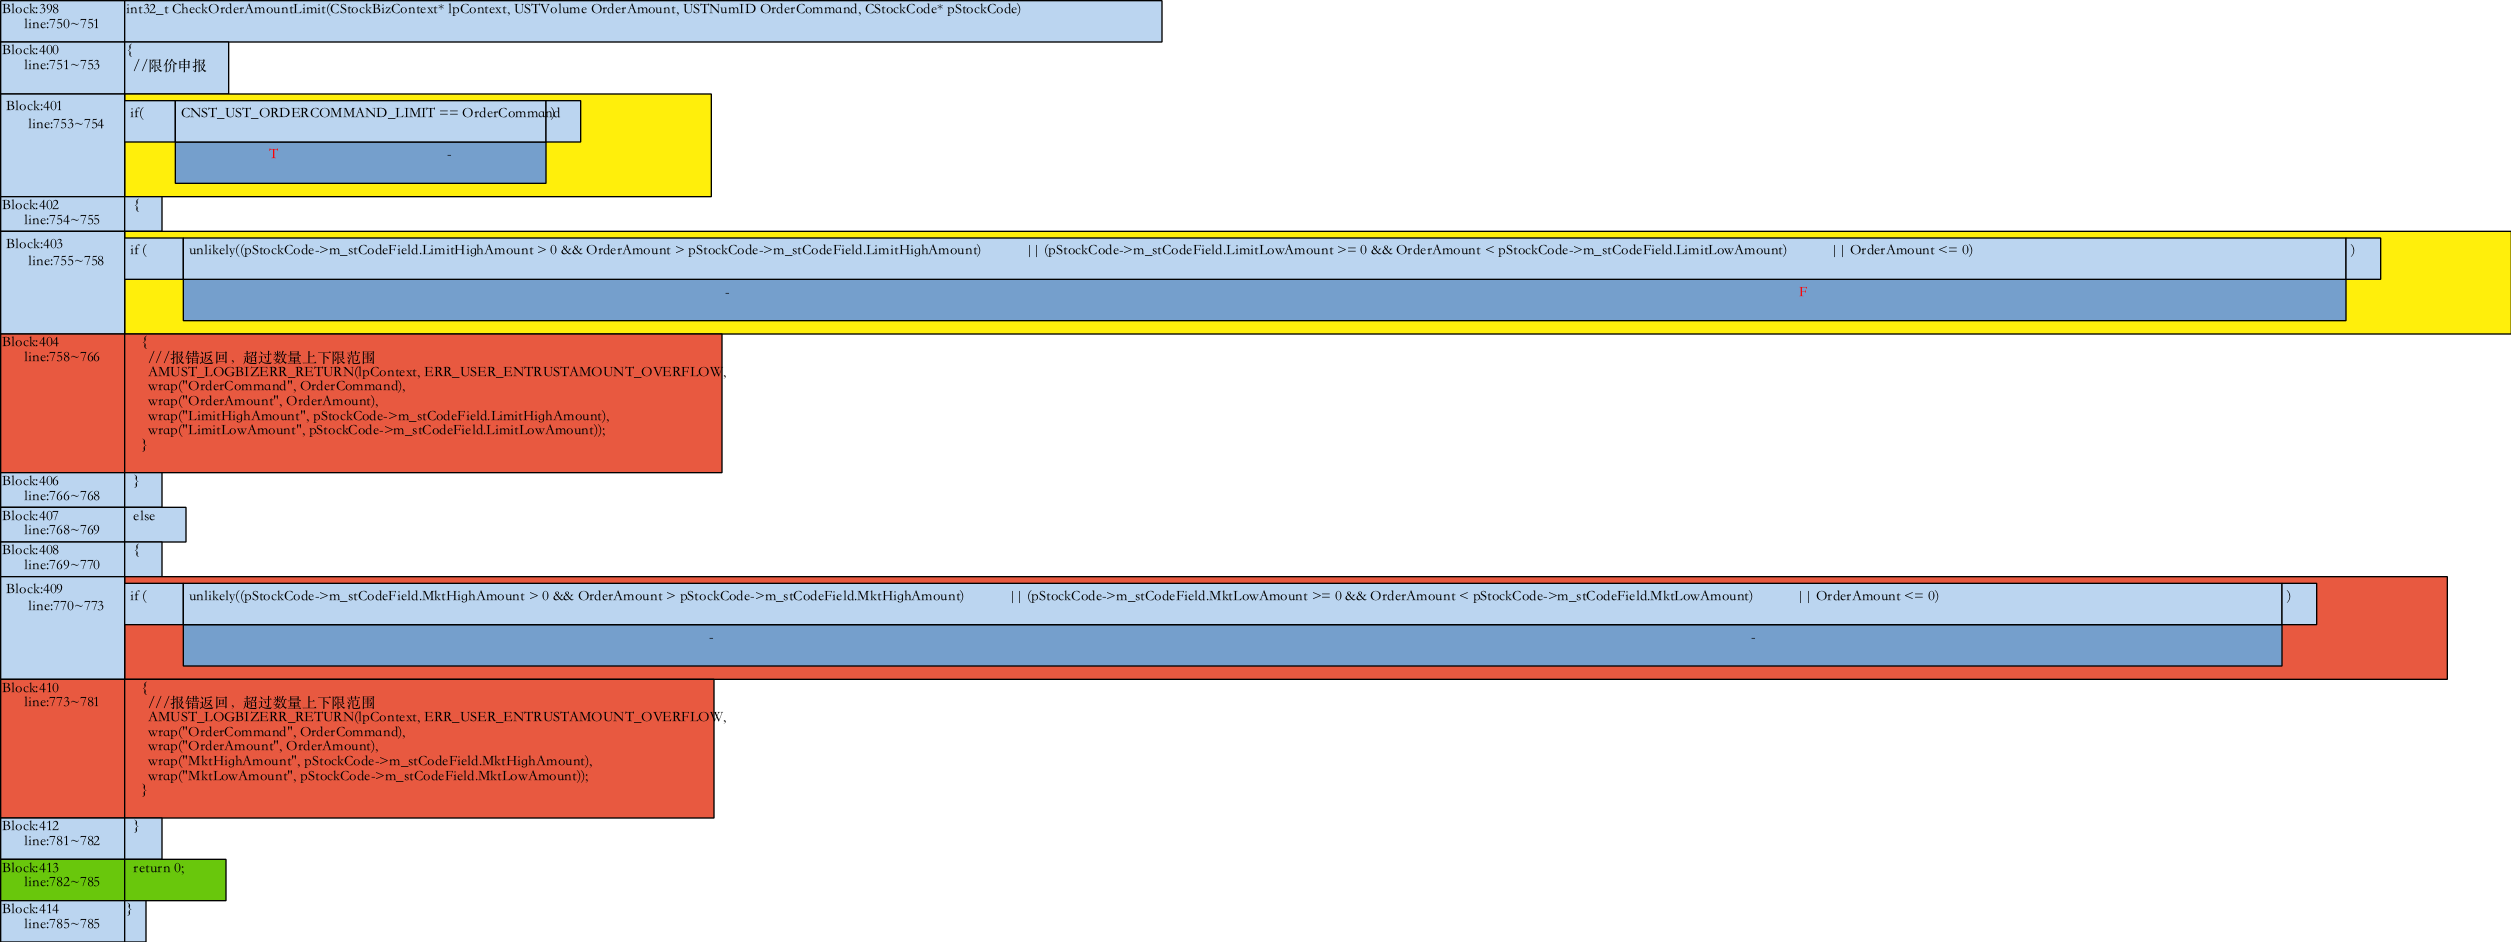 Block:398
line:750~751
int32_t CheckOrderAmountLimit(CStockBizContext* lpContext, USTVolume OrderAmount, USTNumID OrderCommand, CStockCode* pStockCode)
Block:400
line:751~753
{
//限价申报
Block:401
line:753~754
if( CNST_UST_ORDERCOMMAND_LIMIT == OrderCommand )
T -
Block:402
line:754~755
{
Block:403
line:755~758
if ( unlikely((pStockCode->m_stCodeField.LimitHighAmount > 0 && OrderAmount > pStockCode->m_stCodeField.LimitHighAmount) || (pStockCode->m_stCodeField.LimitLowAmount >= 0 && OrderAmount < pStockCode->m_stCodeField.LimitLowAmount) || OrderAmount <= 0) )
- F
Block:404
line:758~766
{
///报错返回，超过数量上下限范围
AMUST_LOGBIZERR_RETURN(lpContext, ERR_USER_ENTRUSTAMOUNT_OVERFLOW,
wrap("OrderCommand", OrderCommand),
wrap("OrderAmount", OrderAmount),
wrap("LimitHighAmount", pStockCode->m_stCodeField.LimitHighAmount),
wrap("LimitLowAmount", pStockCode->m_stCodeField.LimitLowAmount));
}
Block:406
line:766~768
}
Block:407
line:768~769
else
Block:408
line:769~770
{
Block:409
line:770~773
if ( unlikely((pStockCode->m_stCodeField.MktHighAmount > 0 && OrderAmount > pStockCode->m_stCodeField.MktHighAmount) || (pStockCode->m_stCodeField.MktLowAmount >= 0 && OrderAmount < pStockCode->m_stCodeField.MktLowAmount) || OrderAmount <= 0) )
- -
Block:410
line:773~781
{
///报错返回，超过数量上下限范围
AMUST_LOGBIZERR_RETURN(lpContext, ERR_USER_ENTRUSTAMOUNT_OVERFLOW,
wrap("OrderCommand", OrderCommand),
wrap("OrderAmount", OrderAmount),
wrap("MktHighAmount", pStockCode->m_stCodeField.MktHighAmount),
wrap("MktLowAmount", pStockCode->m_stCodeField.MktLowAmount));
}
Block:412
line:781~782
}
Block:413
line:782~785
return 0;
Block:414
line:785~785
}